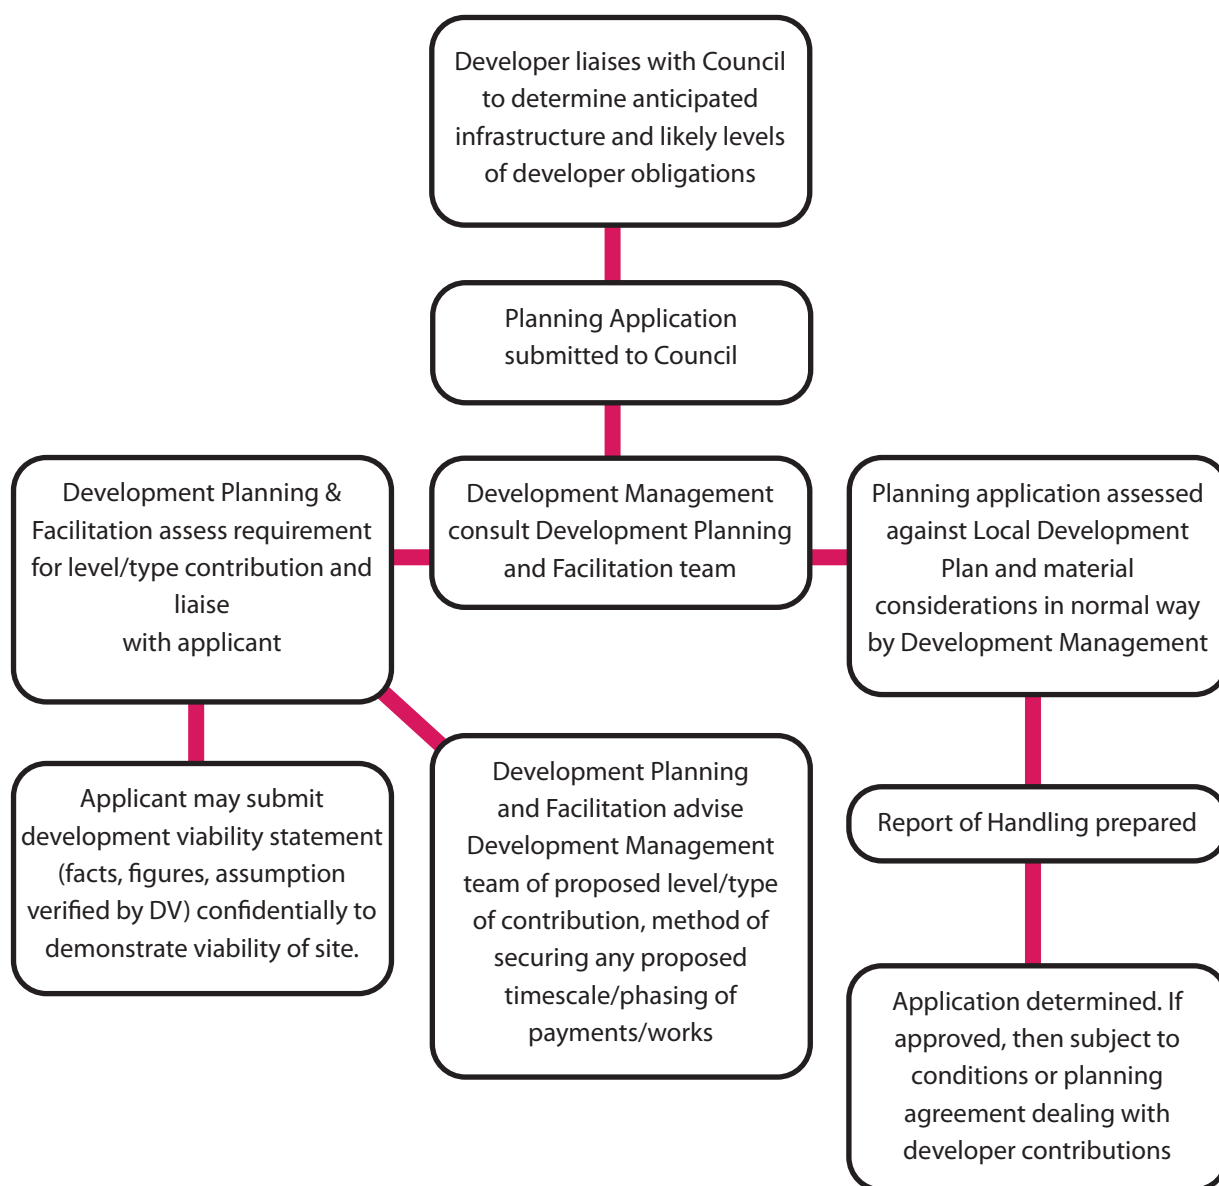 Developer liaises with Council
to determine anticipated
infrastructure and likely levels
of developer obligations
Planning Application
submitted to Council
Development Planning &
Facilitation assess requirement
for level/type contribution and
liaise
with applicant
Development Management
consult Development Planning
and Facilitation team
Planning application assessed
against Local Development
Plan and material
considerations in normal way
by Development Management
Applicant may submit
development viability statement
(facts, figures, assumption
verified by DV) confidentially to
demonstrate viability of site.
Development Planning
and Facilitation advise
Development Management
team of proposed level/type
of contribution, method of
securing any proposed
timescale/phasing of
payments/works
Report of Handling prepared
Application determined. If
approved, then subject to
conditions or planning
agreement dealing with
developer contributions